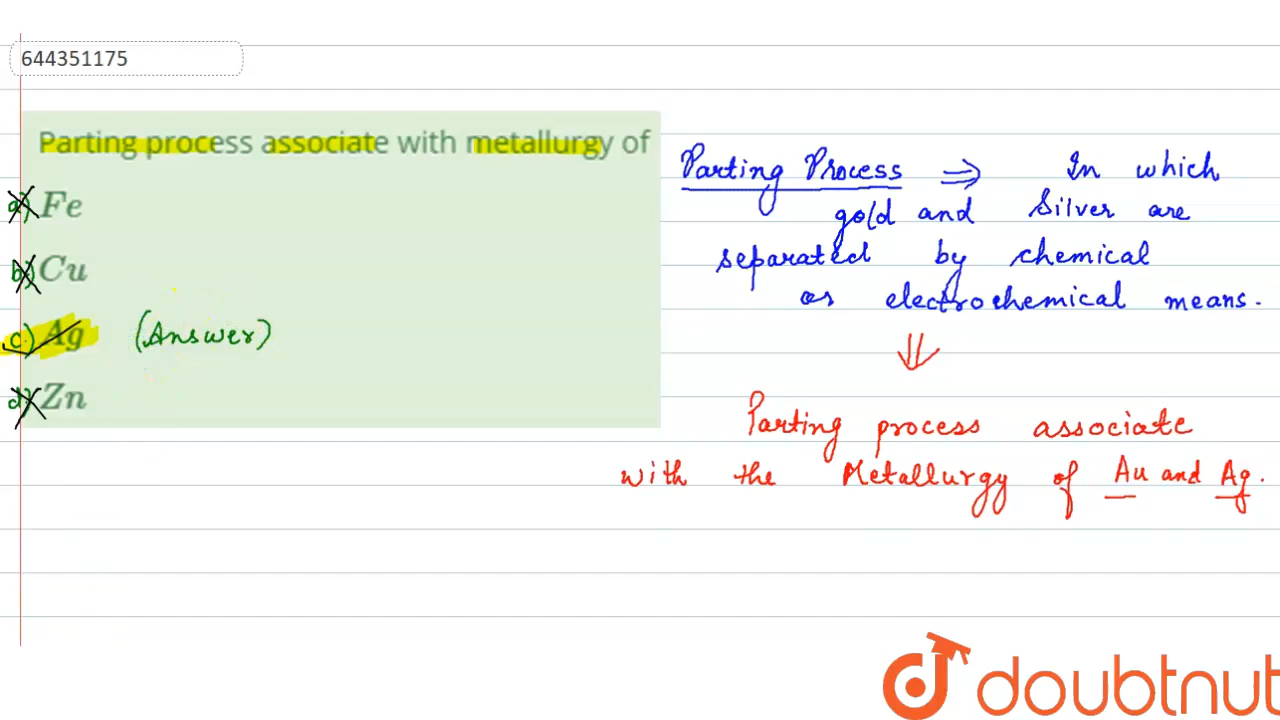 644351175
Parting process associate with metallurgy of
a) Fe
b) Cu
c) Ag (Answer)
d) Zn
Parting Process ⇒ In which
gold and Silver are
separated by chemical
or electrochemical means.
⇓
Parting process associate
with the Metallurgy of Au and Ag.
doubtnut